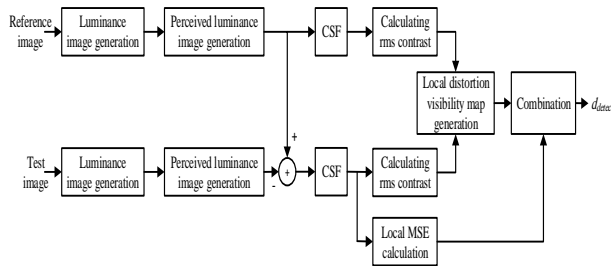 Reference
image
Luminance
image generation
Perceived luminance
image generation
CSF
Calculating
rms contrast
Local distortion
visibility map
generation
Combination
d_detect
+
Test
image
Luminance
image generation
Perceived luminance
image generation
+
-
CSF
Calculating
rms contrast
Local MSE
calculation